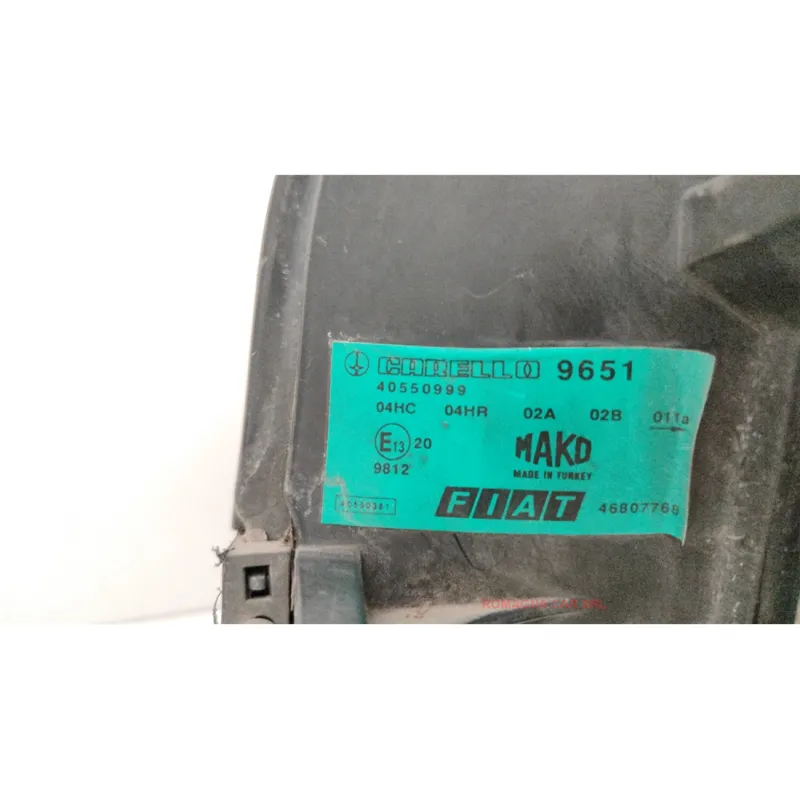 CARELLO 9651
40550999
04HC 04HR 02A 02B 011a
E13 20
9812
MAKO
MADE IN TURKEY
FIAT 46807768